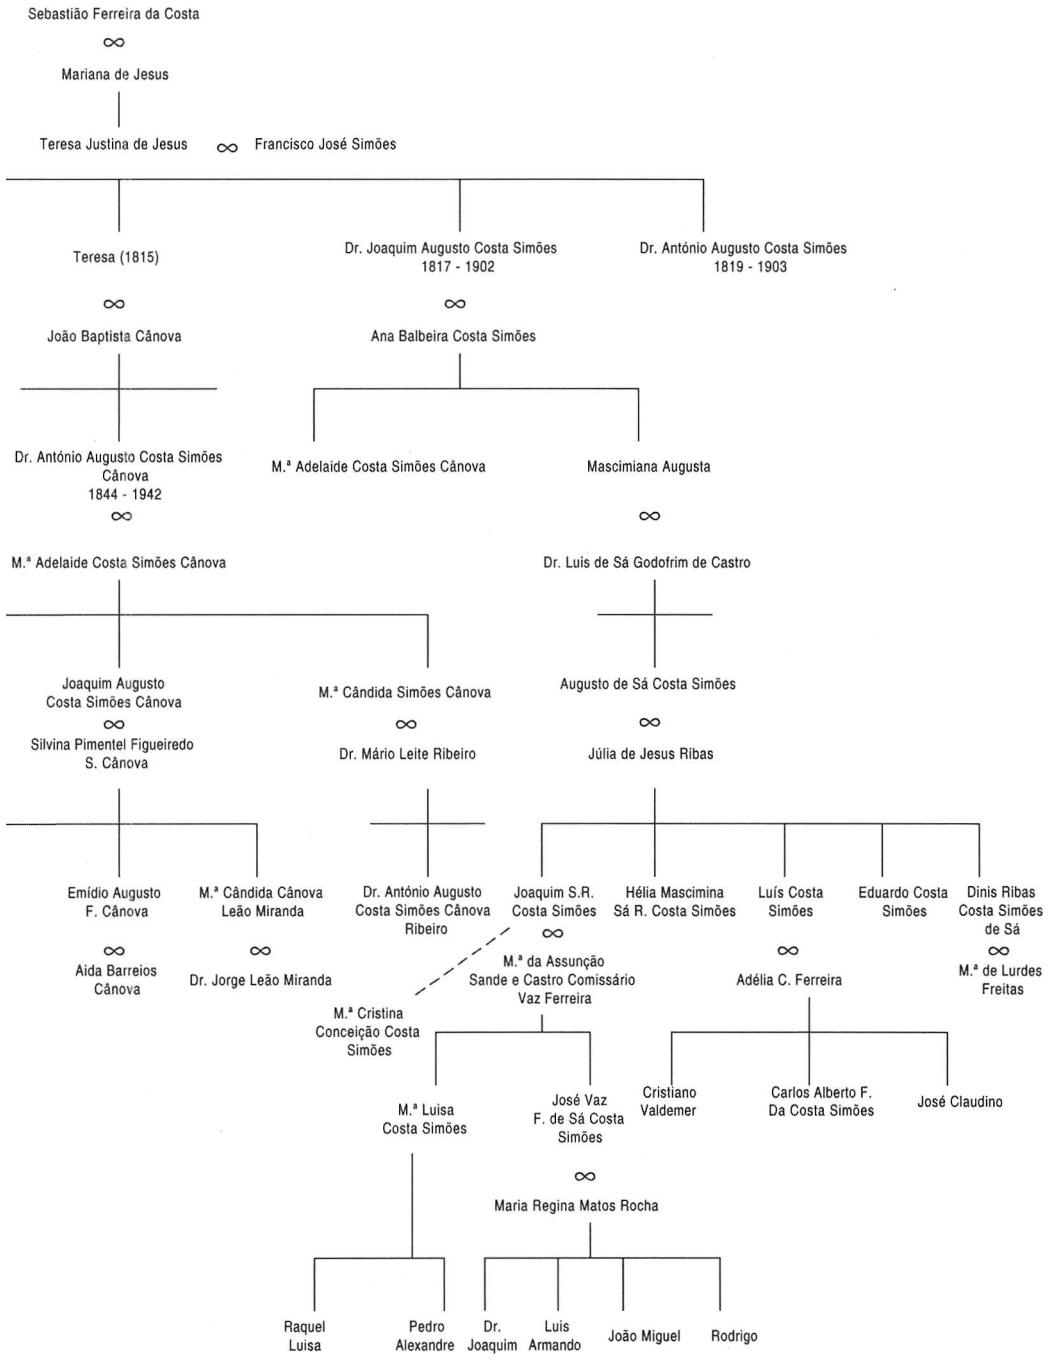 Sebastião Ferreira da Costa
∞
Mariana de Jesus
Teresa Justina de Jesus ∞ Francisco José Simões
Teresa (1815)
∞
João Baptista Cânova
Dr. Joaquim Augusto Costa Simões
1817 - 1902
∞
Ana Balbeira Costa Simões
Dr. António Augusto Costa Simões
1819 - 1903
Dr. António Augusto Costa Simões
Cânova
1844 - 1942
∞
M.ª Adelaide Costa Simões Cânova
M.ª Adelaide Costa Simões Cânova
Mascimiana Augusta
∞
Dr. Luis de Sá Godofrim de Castro
Joaquim Augusto
Costa Simões Cânova
∞
Silvina Pimentel Figueiredo
S. Cânova
M.ª Cândida Simões Cânova
∞
Dr. Mário Leite Ribeiro
Augusto de Sá Costa Simões
∞
Júlia de Jesus Ribas
Emídio Augusto
F. Cânova
∞
Aida Barreios
Cânova
M.ª Cândida Cânova
Leão Miranda
∞
Dr. Jorge Leão Miranda
Dr. António Augusto
Costa Simões Cânova
Ribeiro
Joaquim S.R.
Costa Simões
∞
M.ª da Assunção
Sande e Castro Comissário
Vaz Ferreira
Hélia Mascimina
Sá R. Costa Simões
Luís Costa
Simões
∞
Adélia C. Ferreira
Eduardo Costa
Simões
Dinis Ribas
Costa Simões
de Sá
∞
M.ª de Lurdes
Freitas
M.ª Cristina
Conceição Costa
Simões
M.ª Luisa
Costa Simões
José Vaz
F. de Sá Costa
Simões
∞
Maria Regina Matos Rocha
Cristiano
Valdemer
Carlos Alberto F.
Da Costa Simões
José Claudino
Raquel
Luisa
Pedro
Alexandre
Dr.
Joaquim
Luis
Armando
João Miguel
Rodrigo